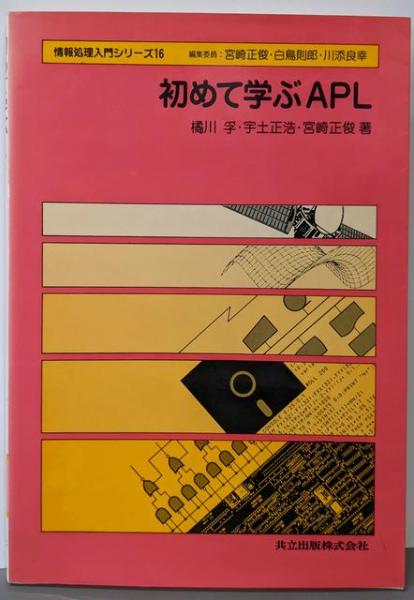 情報処理入門シリーズ16 編集委員：宮崎正俊・白鳥則郎・川添良幸
初めて学ぶAPL
橘川 孚・宇土正浩・宮崎正俊 著
共立出版株式会社